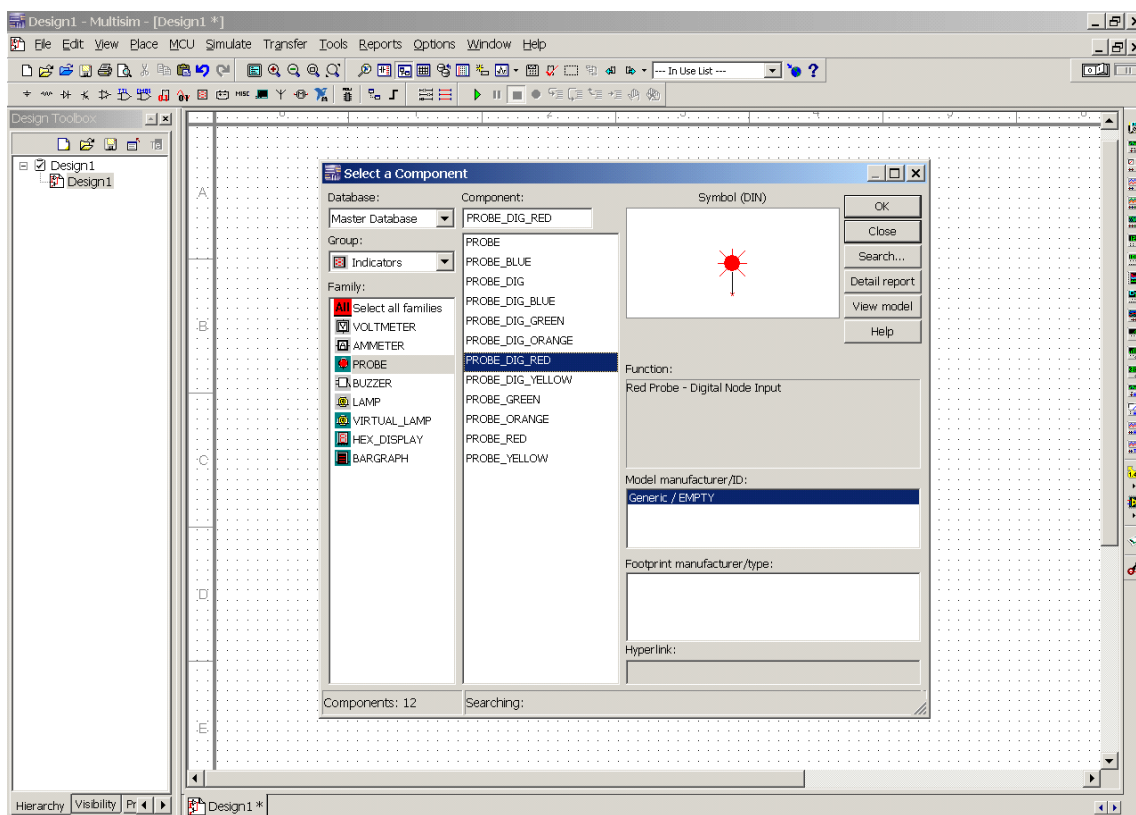 Design1 - Multisim - [Design1 *]
File Edit View Place MCU Simulate Transfer Tools Reports Options Window Help
--- In Use List ---
Design Toolbox
Design1
Design1
A
B
C
D
E
Select a Component
Database:
Master Database
Group:
Indicators
Family:
All Select all families
VOLTMETER
AMMETER
PROBE
BUZZER
LAMP
VIRTUAL_LAMP
HEX_DISPLAY
BARGRAPH
Component:
PROBE_DIG_RED
PROBE
PROBE_BLUE
PROBE_DIG
PROBE_DIG_BLUE
PROBE_DIG_GREEN
PROBE_DIG_ORANGE
PROBE_DIG_RED
PROBE_DIG_YELLOW
PROBE_GREEN
PROBE_ORANGE
PROBE_RED
PROBE_YELLOW
Symbol (DIN)
OK
Close
Search...
Detail report
View model
Help
Function:
Red Probe - Digital Node Input
Model manufacturer/ID:
Generic / EMPTY
Footprint manufacturer/type:
Hyperlink:
Components: 12
Searching:
Hierarchy Visibility Pr
Design1 *